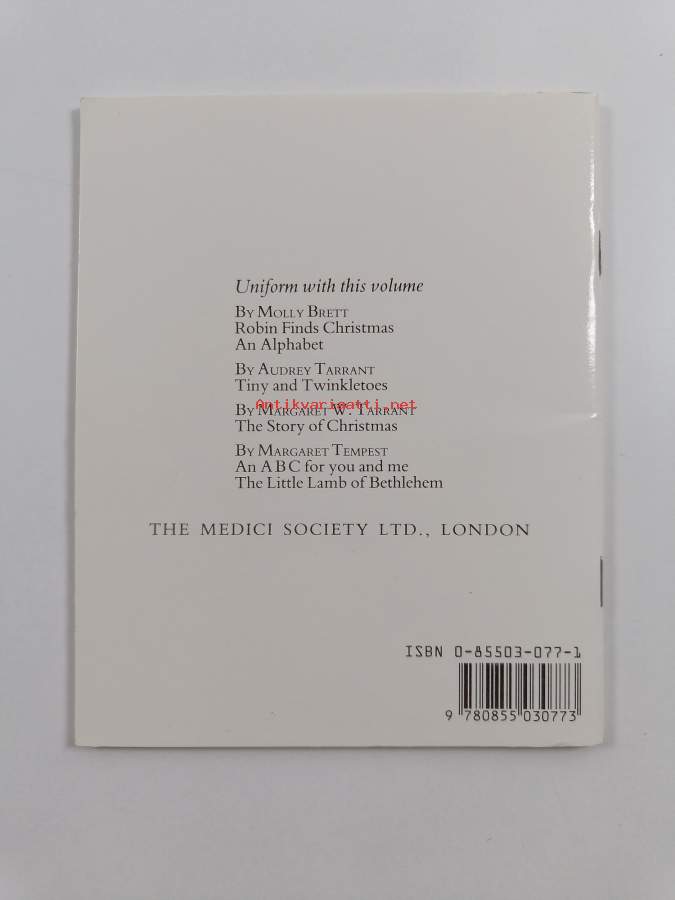 Uniform with this volume
By Molly Brett
Robin Finds Christmas
An Alphabet
By Audrey Tarrant
Tiny and Twinkletoes
By Margaret W. Tarrant
Antikvariaatti.net
The Story of Christmas
By Margaret Tempest
An ABC for you and me
The Little Lamb of Bethlehem
THE MEDICI SOCIETY LTD., LONDON
ISBN 0-85503-077-1
9 780855 030773